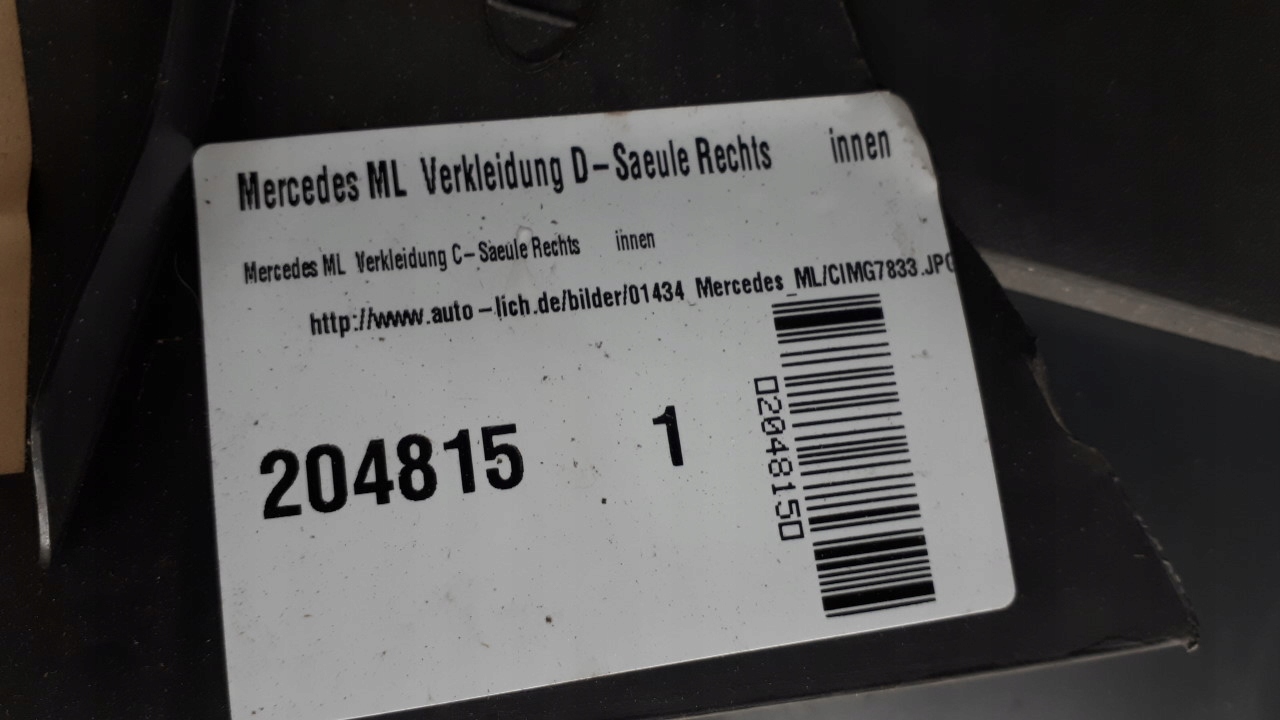 Mercedes ML Verkleidung D-Saeule Rechts innen
Mercedes ML Verkleidung C-Saeule Rechts innen
http://www.auto-lich.de/bilder/01434_Mercedes_ML/CIMG7833.JPG
204815 1
D204815D